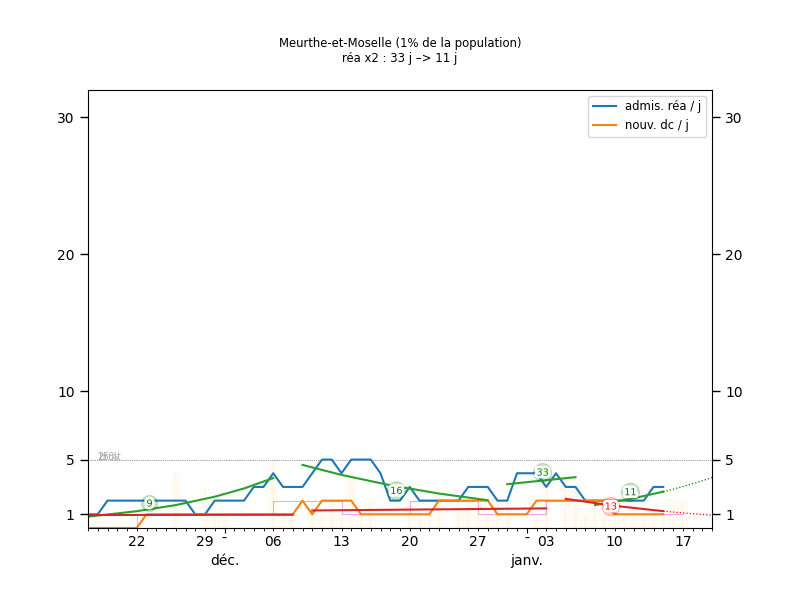 Meurthe-et-Moselle (1% de la population)
réa x2 : 33 j –> 11 j
admis. réa / j
nouv. dc / j
30 30
20 20
10 10
5 5
1 1
9
16
33
11
13
22 29 - 06 13 20 27 - 03 10 17
déc. janv.